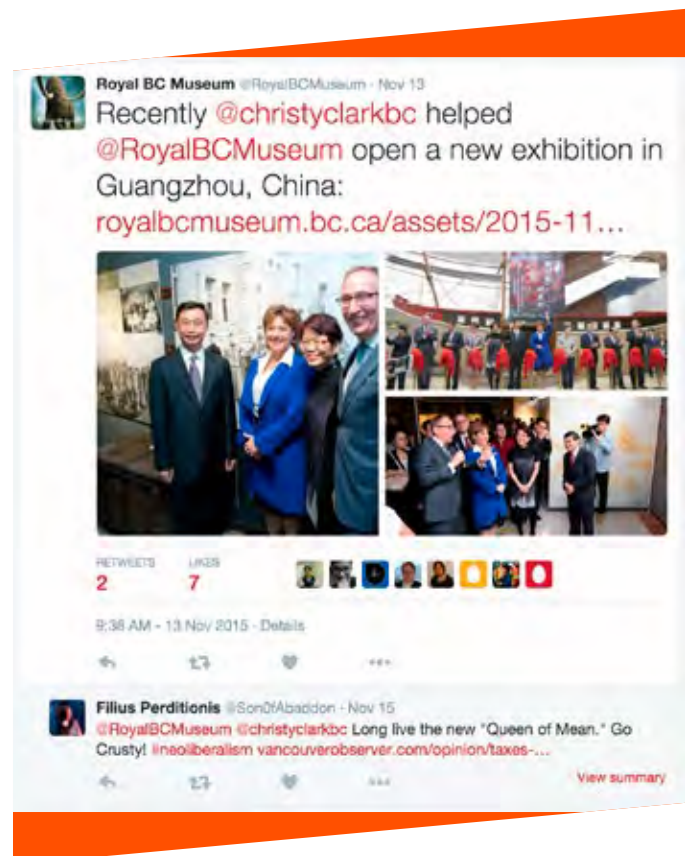 Royal BC Museum @RoyalBCMuseum · Nov 13
Recently @christyclarkbc helped
@RoyalBCMuseum open a new exhibition in
Guangzhou, China:
royalbcmuseum.bc.ca/assets/2015-11...
RETWEETS LIKES
2 7
9:38 AM - 13 Nov 2015 · Details
Filius Perditionis @Son0fAbaddon · Nov 15
@RoyalBCMuseum @christyclarkbc Long live the new "Queen of Mean." Go
Crusty! #neoliberalism vancouverobserver.com/opinion/taxes-...
View summary